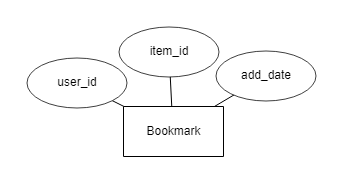 item_id
user_id
add_date
Bookmark